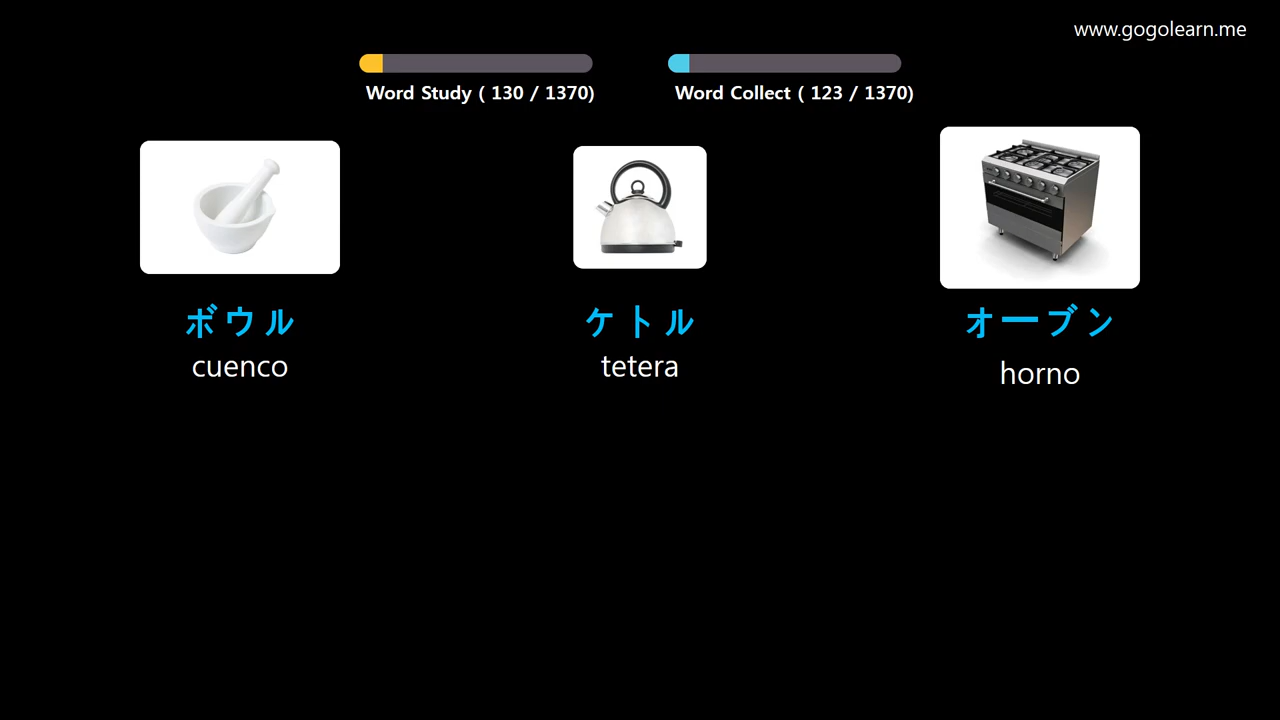 www.gogolearn.me
Word Study ( 130 / 1370)
Word Collect ( 123 / 1370)
ボウル
cuenco
ケトル
tetera
オーブン
horno